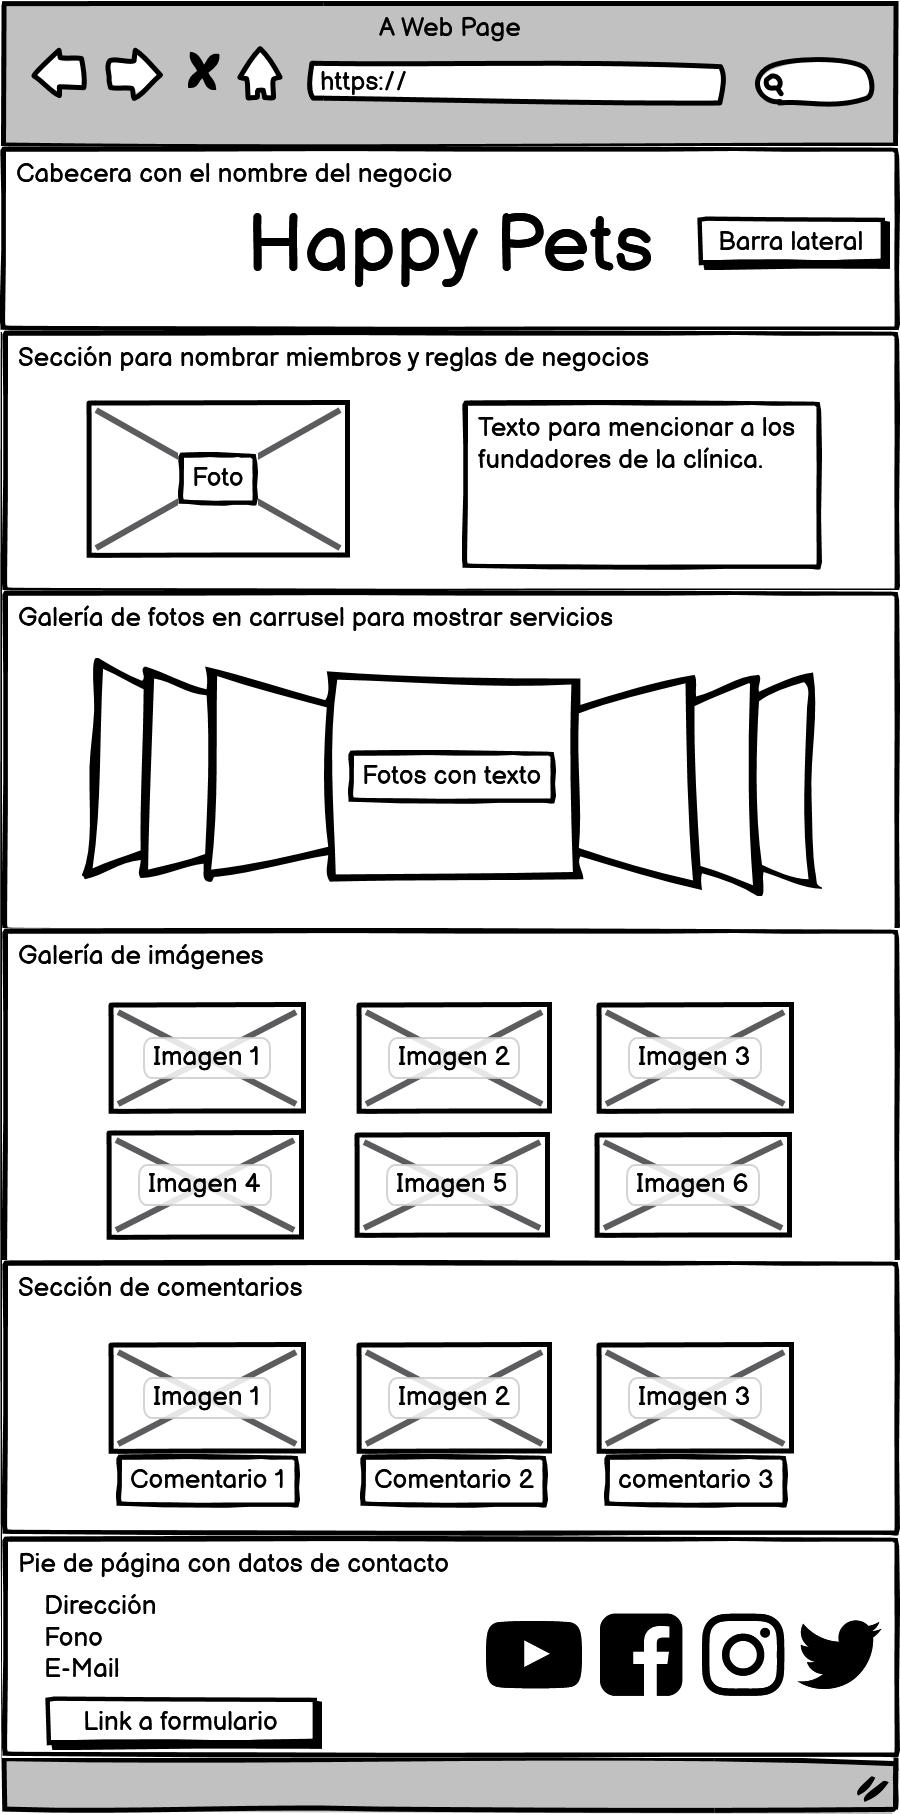 A Web Page
https://
Cabecera con el nombre del negocio
Happy Pets
Barra lateral
Sección para nombrar miembros y reglas de negocios
Foto
Texto para mencionar a los
fundadores de la clínica.
Galería de fotos en carrusel para mostrar servicios
Fotos con texto
Galería de imágenes
Imagen 1
Imagen 2
Imagen 3
Imagen 4
Imagen 5
Imagen 6
Sección de comentarios
Imagen 1
Imagen 2
Imagen 3
Comentario 1
Comentario 2
comentario 3
Pie de página con datos de contacto
Dirección
Fono
E-Mail
Link a formulario